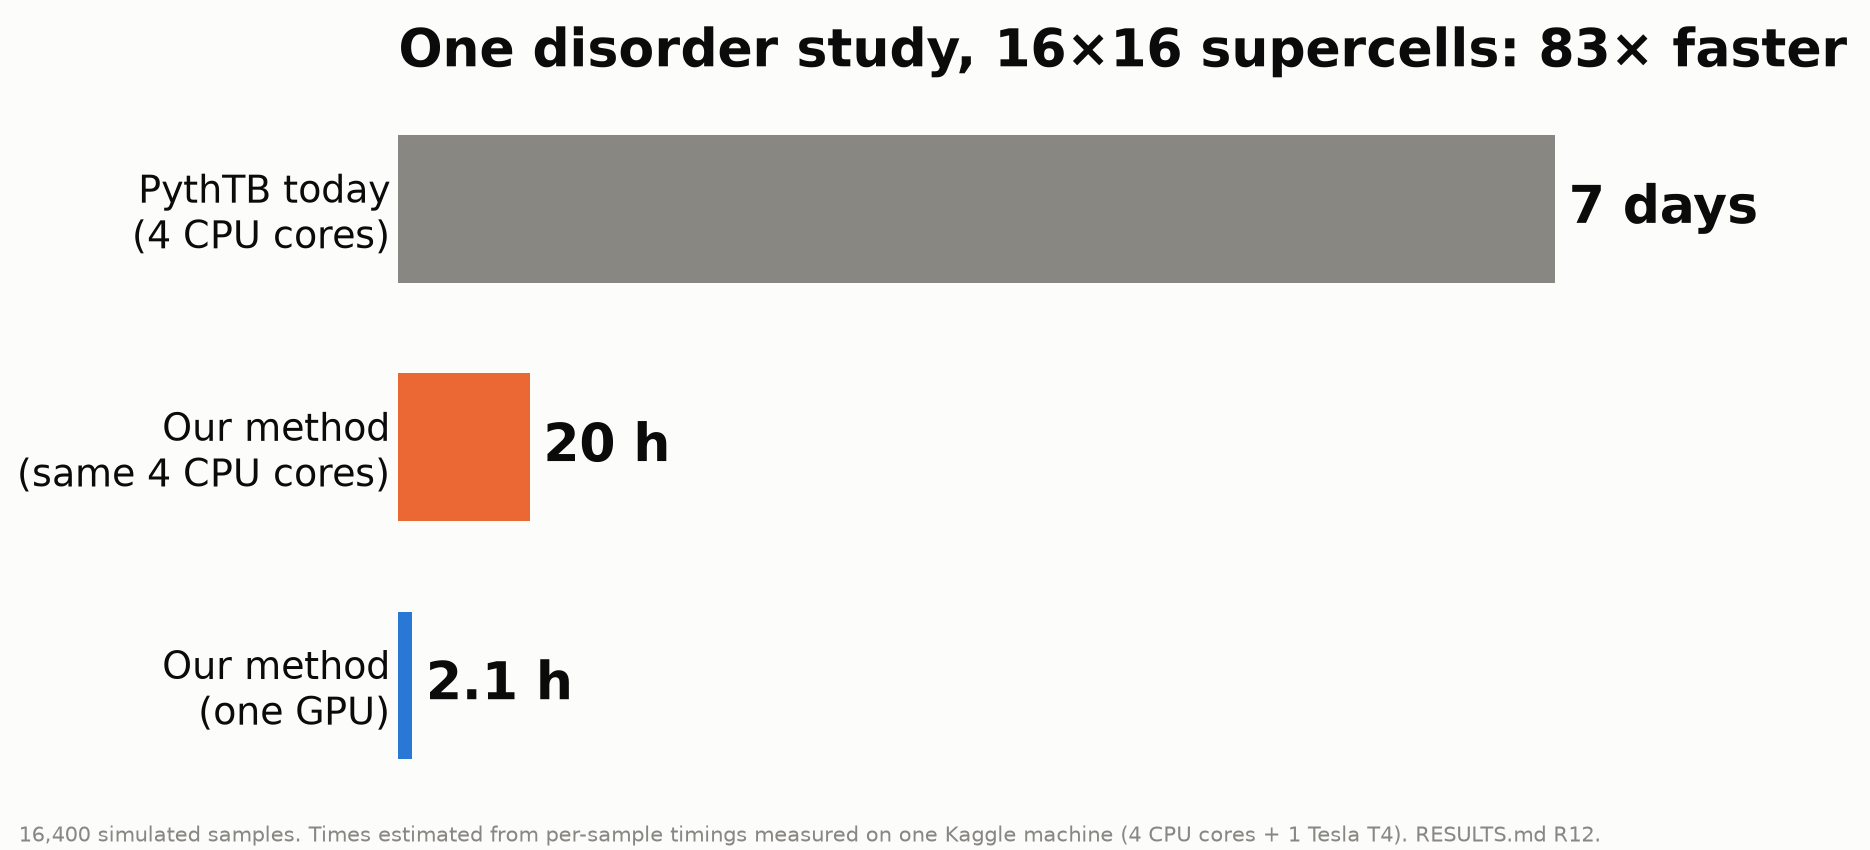 One disorder study, 16×16 supercells: 83× faster
PythTB today
(4 CPU cores)
7 days
Our method
(same 4 CPU cores)
20 h
Our method
(one GPU)
2.1 h
16,400 simulated samples. Times estimated from per-sample timings measured on one Kaggle machine (4 CPU cores + 1 Tesla T4). RESULTS.md R12.